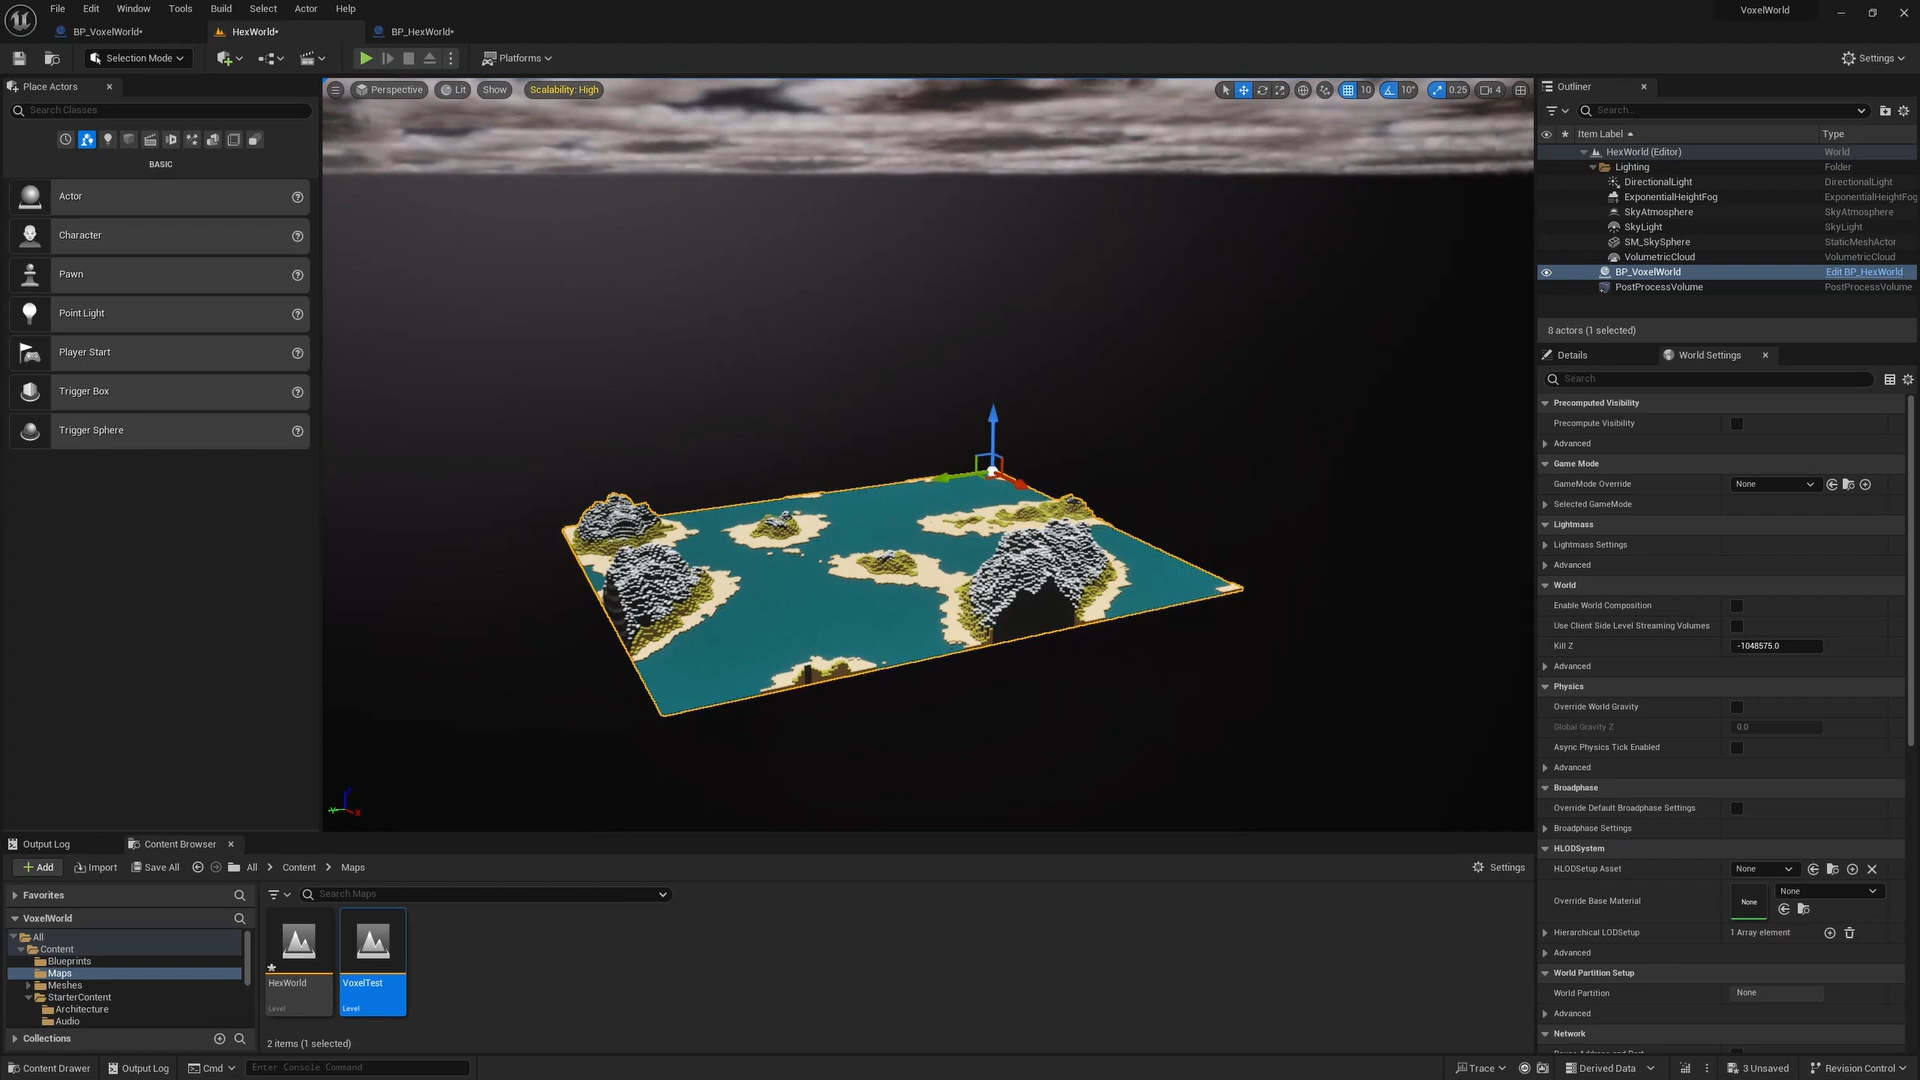 File Edit Window Tools Build Select Actor Help
VoxelWorld
BP_VoxelWorld*
HexWorld*
BP_HexWorld*
Selection Mode
Platforms
Settings
Place Actors
Search Classes
BASIC
Actor
Character
Pawn
Point Light
Player Start
Trigger Box
Trigger Sphere
Perspective
Lit
Show
Scalability: High
10
10°
0.25
4
Outliner
Search...
Item Label
Type
HexWorld (Editor) World
Lighting Folder
DirectionalLight DirectionalLight
ExponentialHeightFog ExponentialHeightFog
SkyAtmosphere SkyAtmosphere
SkyLight SkyLight
SM_SkySphere StaticMeshActor
VolumetricCloud VolumetricCloud
BP_VoxelWorld Edit BP_HexWorld
PostProcessVolume PostProcessVolume
8 actors (1 selected)
Details
World Settings
Search
Precomputed Visibility
Precompute Visibility
Advanced
Game Mode
GameMode Override None
Selected GameMode
Lightmass
Lightmass Settings
Advanced
World
Enable World Composition
Use Client Side Level Streaming Volumes
Kill Z -1048575.0
Advanced
Physics
Override World Gravity
Global Gravity Z 0.0
Async Physics Tick Enabled
Advanced
Broadphase
Override Default Broadphase Settings
Broadphase Settings
HLODSystem
HLODSetup Asset None
Override Base Material None None
Hierarchical LODSetup 1 Array element
Advanced
World Partition Setup
World Partition None
Advanced
Network
Output Log
Content Browser
Add
Import
Save All
All
Content
Maps
Settings
Favorites
VoxelWorld
All
Content
Blueprints
Maps
Meshes
StarterContent
Architecture
Audio
Collections
Search Maps
HexWorld
Level
VoxelTest
Level
2 items (1 selected)
Content Drawer
Output Log
Cmd
Enter Console Command
Trace
Derived Data
3 Unsaved
Revision Control